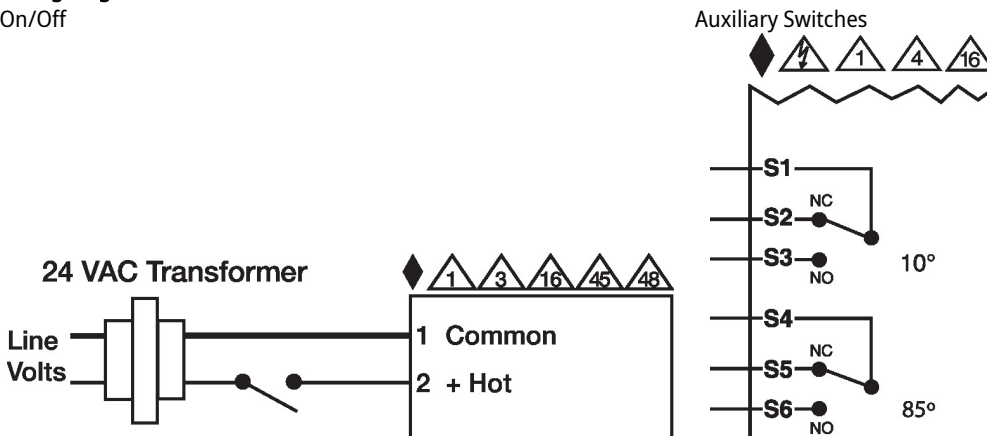 On/Off
Auxiliary Switches
1 4 16
S1
NC
S2
S3
NO
10°
S4
NC
S5
S6
NO
85°
24 VAC Transformer
1 3 16 45 48
Line
Volts
1 Common
2 + Hot